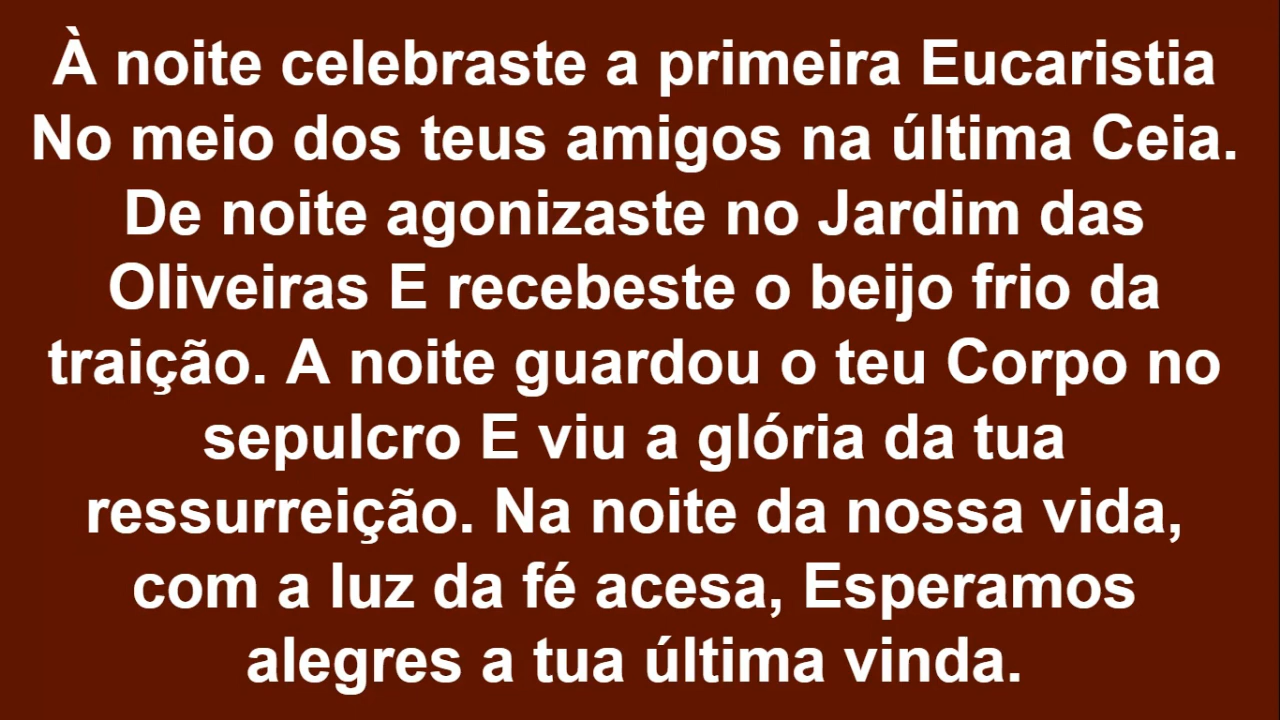 À noite celebraste a primeira Eucaristia
No meio dos teus amigos na última Ceia.
De noite agonizaste no Jardim das
Oliveiras E recebeste o beijo frio da
traição. A noite guardou o teu Corpo no
sepulcro E viu a glória da tua
ressurreição. Na noite da nossa vida,
com a luz da fé acesa, Esperamos
alegres a tua última vinda.